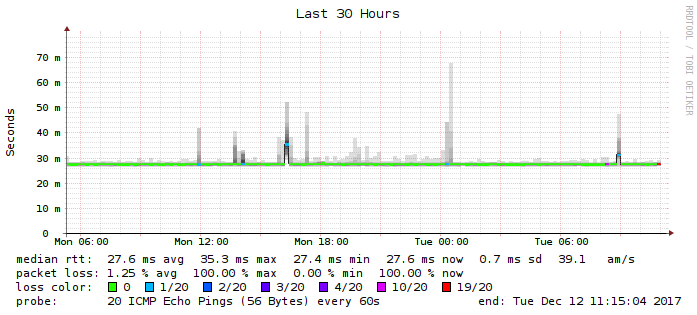 Last 30 Hours
RRDTOOL / TOBI OETIKER
Seconds
70 m
60 m
50 m
40 m
30 m
20 m
10 m
0
Mon 06:00 Mon 12:00 Mon 18:00 Tue 00:00 Tue 06:00
median rtt: 27.6 ms avg 35.3 ms max 27.4 ms min 27.6 ms now 0.7 ms sd 39.1 am/s
packet loss: 1.25 % avg 100.00 % max 0.00 % min 100.00 % now
loss color: 0 1/20 2/20 3/20 4/20 10/20 19/20
probe: 20 ICMP Echo Pings (56 Bytes) every 60s end: Tue Dec 12 11:15:04 2017